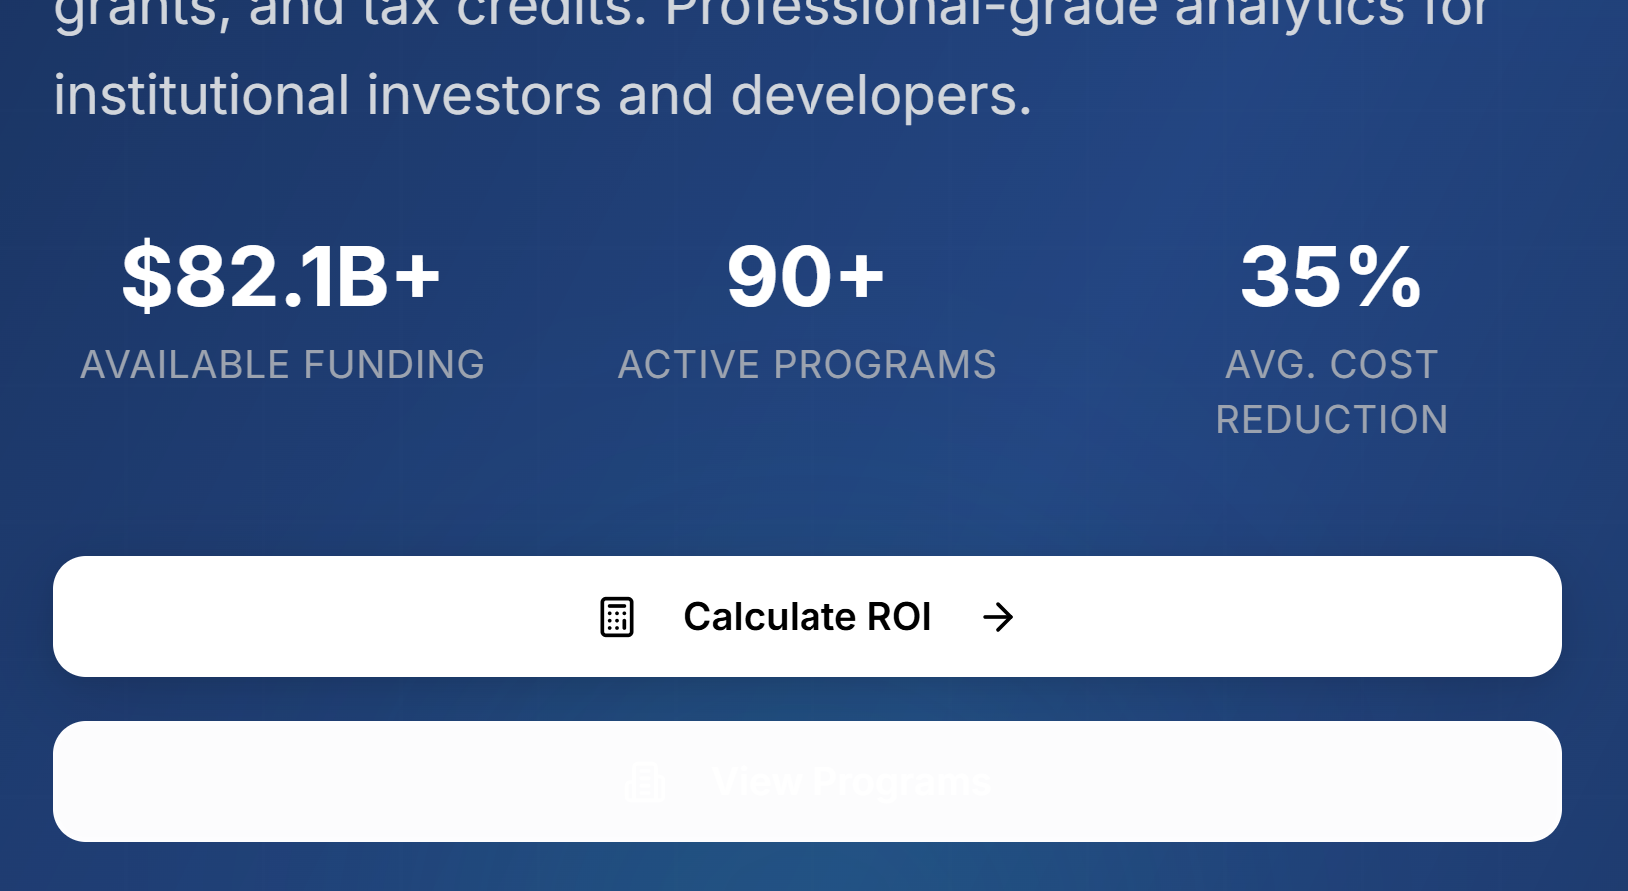 grants, and tax credits. Professional-grade analytics for
institutional investors and developers.
$82.1B+
90+
35%
AVAILABLE FUNDING
ACTIVE PROGRAMS
AVG. COST
REDUCTION
Calculate ROI
View Programs